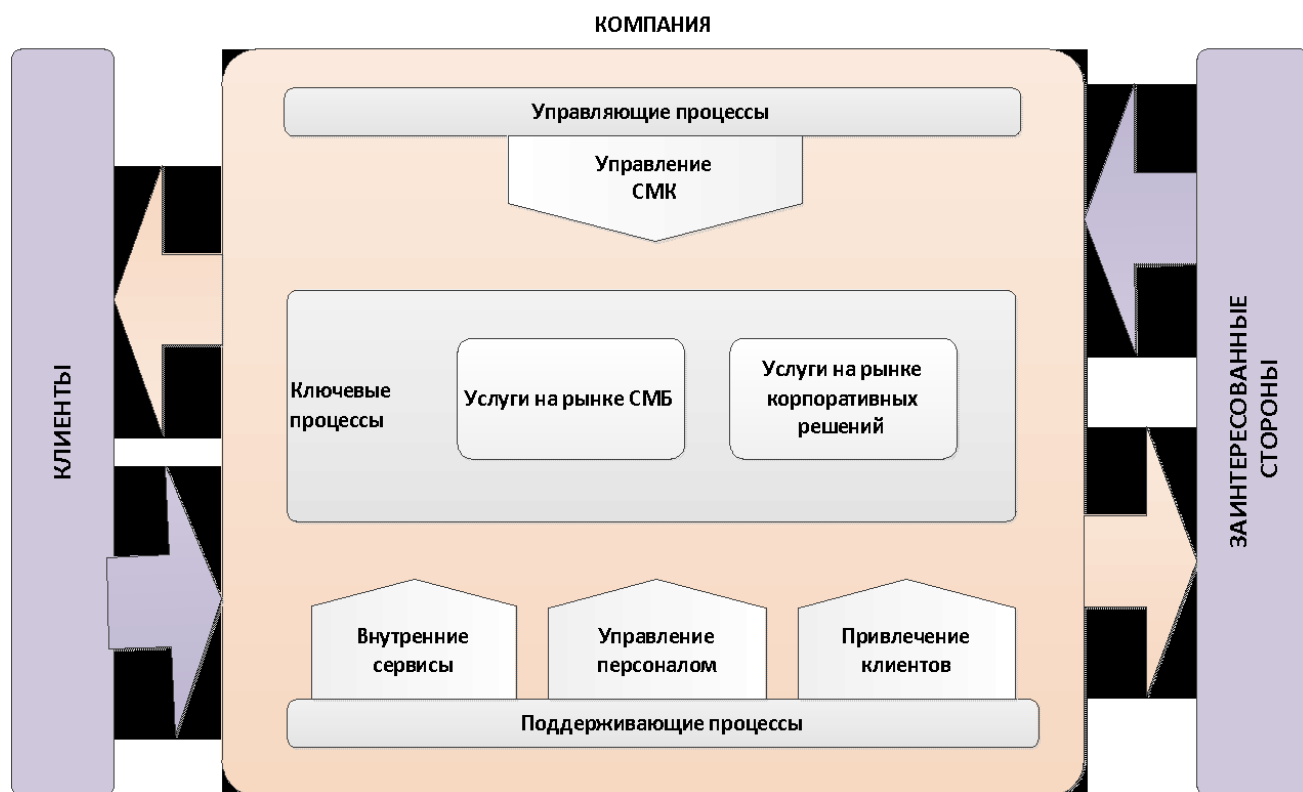 КОМПАНИЯ
Управляющие процессы
Управление
СМК
КЛИЕНТЫ
Ключевые
процессы
Услуги на рынке СМБ
Услуги на рынке
корпоративных
решений
ЗАИНТЕРЕСОВАННЫЕ
СТОРОНЫ
Внутренние
сервисы
Управление
персоналом
Привлечение
клиентов
Поддерживающие процессы